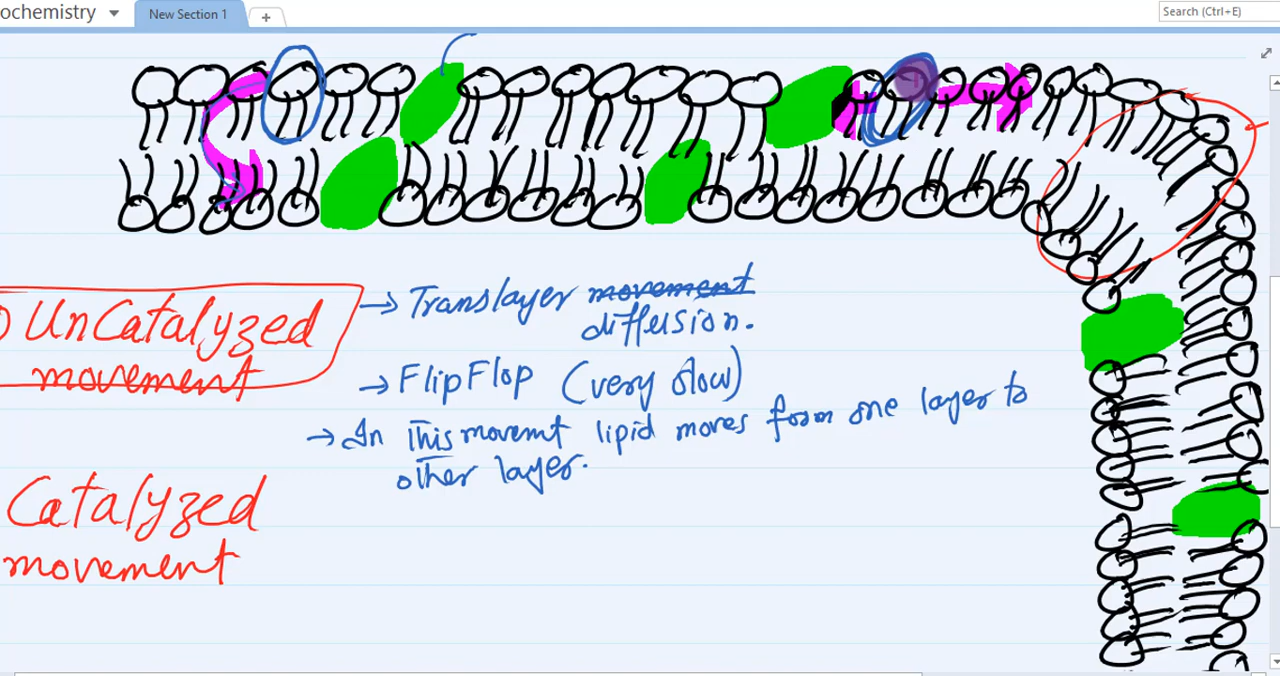 ochemistry
New Section 1
+
Search (Ctrl+E)
→ Translayer movement
diffusion.
) UnCatalyzed
movement
→ FlipFlop (very slow)
→ In this movemt lipid moves from one layer to
other layer.
Catalyzed
movement